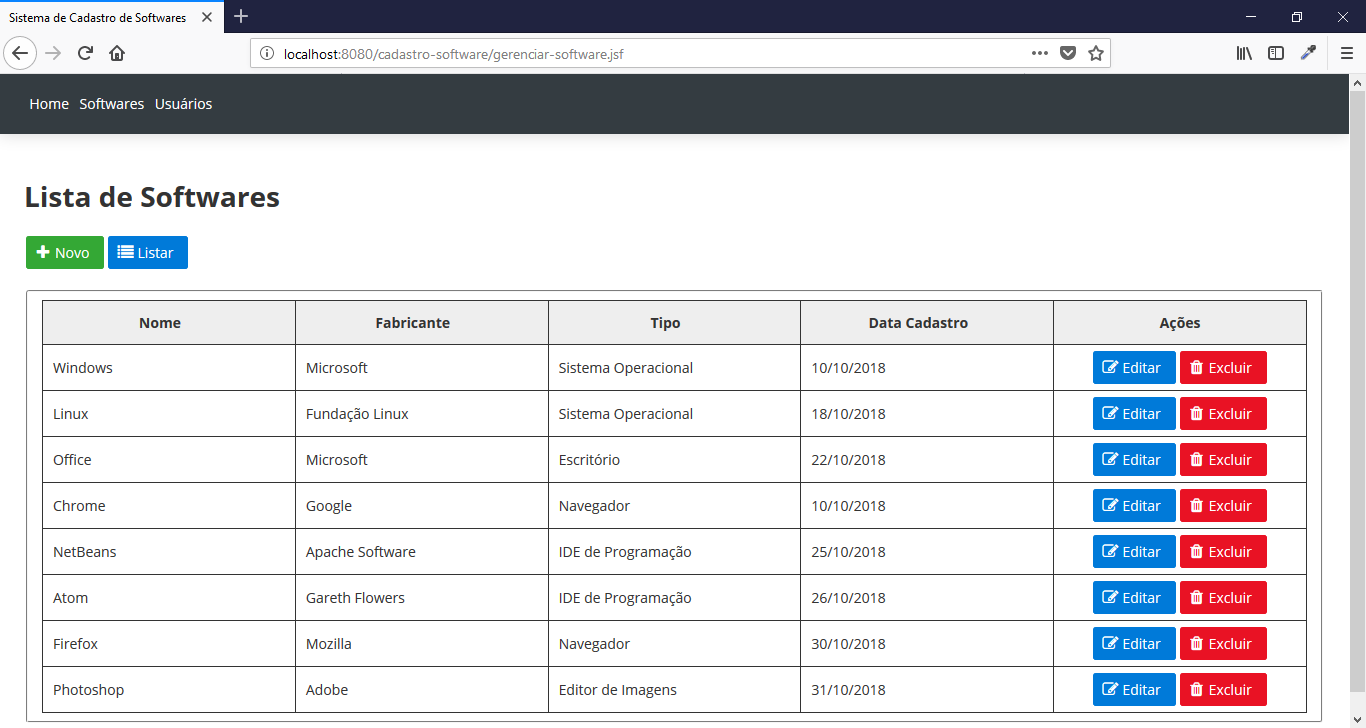 Sistema de Cadastro de Softwares
localhost:8080/cadastro-software/gerenciar-software.jsf
Home Softwares Usuários
Lista de Softwares
Novo Listar
Nome Fabricante Tipo Data Cadastro Ações
Windows Microsoft Sistema Operacional 10/10/2018 Editar Excluir
Linux Fundação Linux Sistema Operacional 18/10/2018 Editar Excluir
Office Microsoft Escritório 22/10/2018 Editar Excluir
Chrome Google Navegador 10/10/2018 Editar Excluir
NetBeans Apache Software IDE de Programação 25/10/2018 Editar Excluir
Atom Gareth Flowers IDE de Programação 26/10/2018 Editar Excluir
Firefox Mozilla Navegador 30/10/2018 Editar Excluir
Photoshop Adobe Editor de Imagens 31/10/2018 Editar Excluir